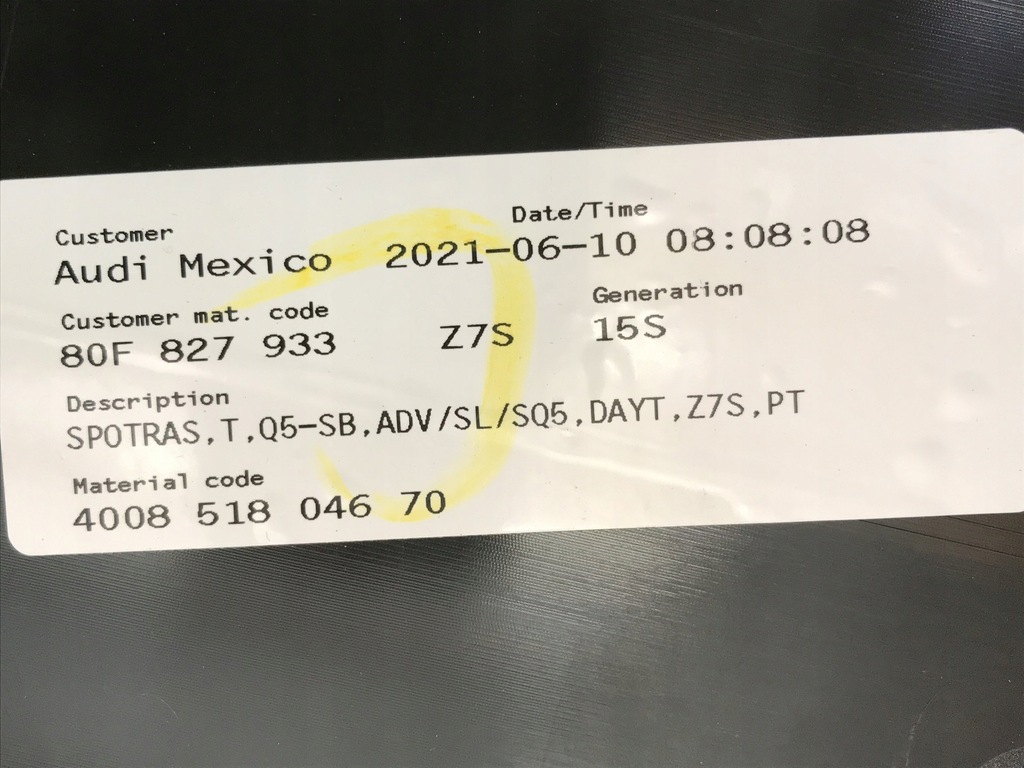 Customer
Date/Time
Audi Mexico 2021-06-10 08:08:08
Customer mat. code
Generation
80F 827 933 Z7S 15S
Description
SPOTRAS,T,Q5-SB,ADV/SL/SQ5,DAYT,Z7S,PT
Material code
4008 518 046 70